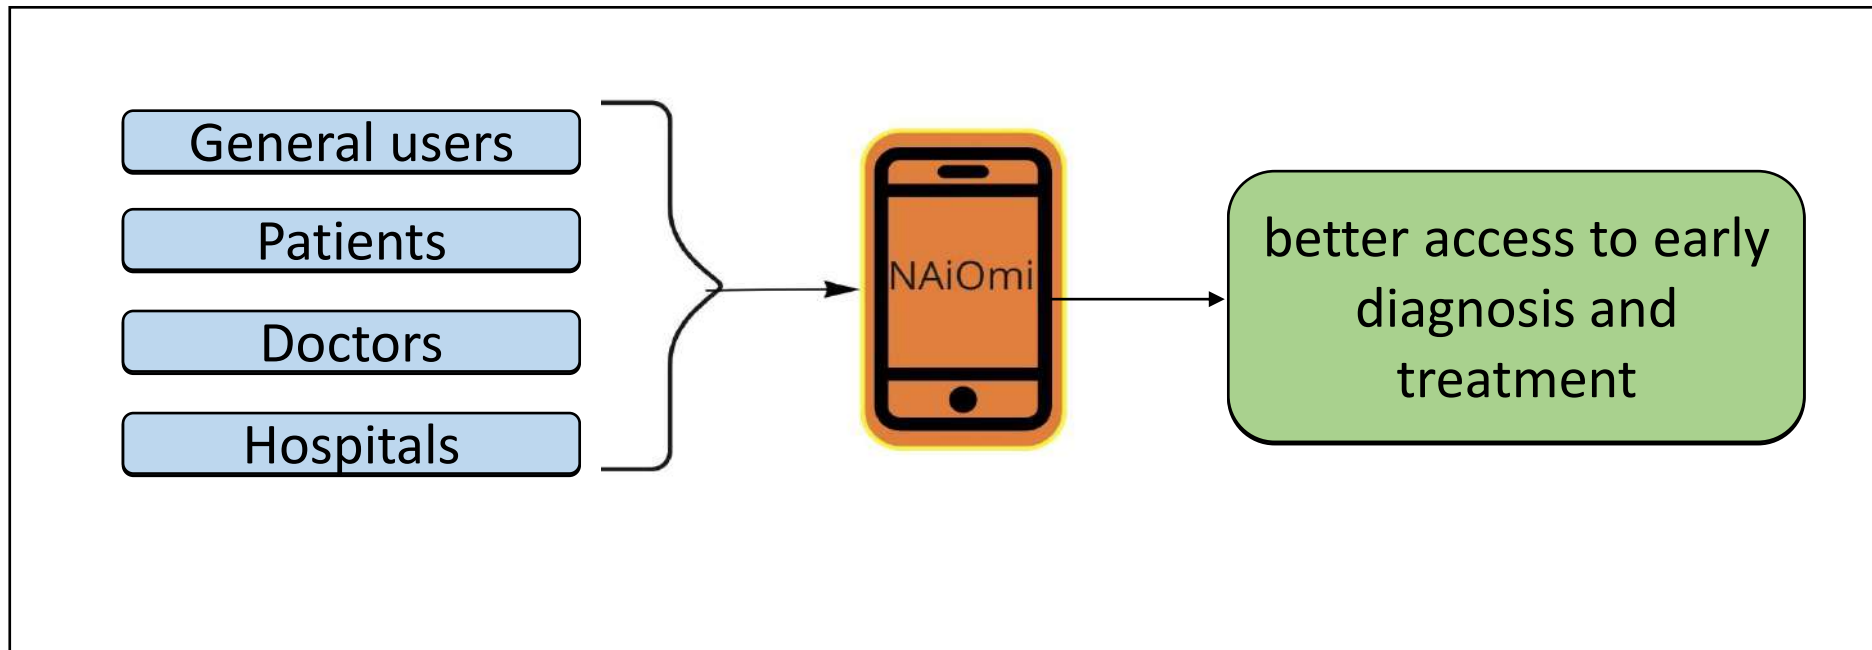 General users
Patients
Doctors
Hospitals
NAiOmi
better access to early
diagnosis and
treatment